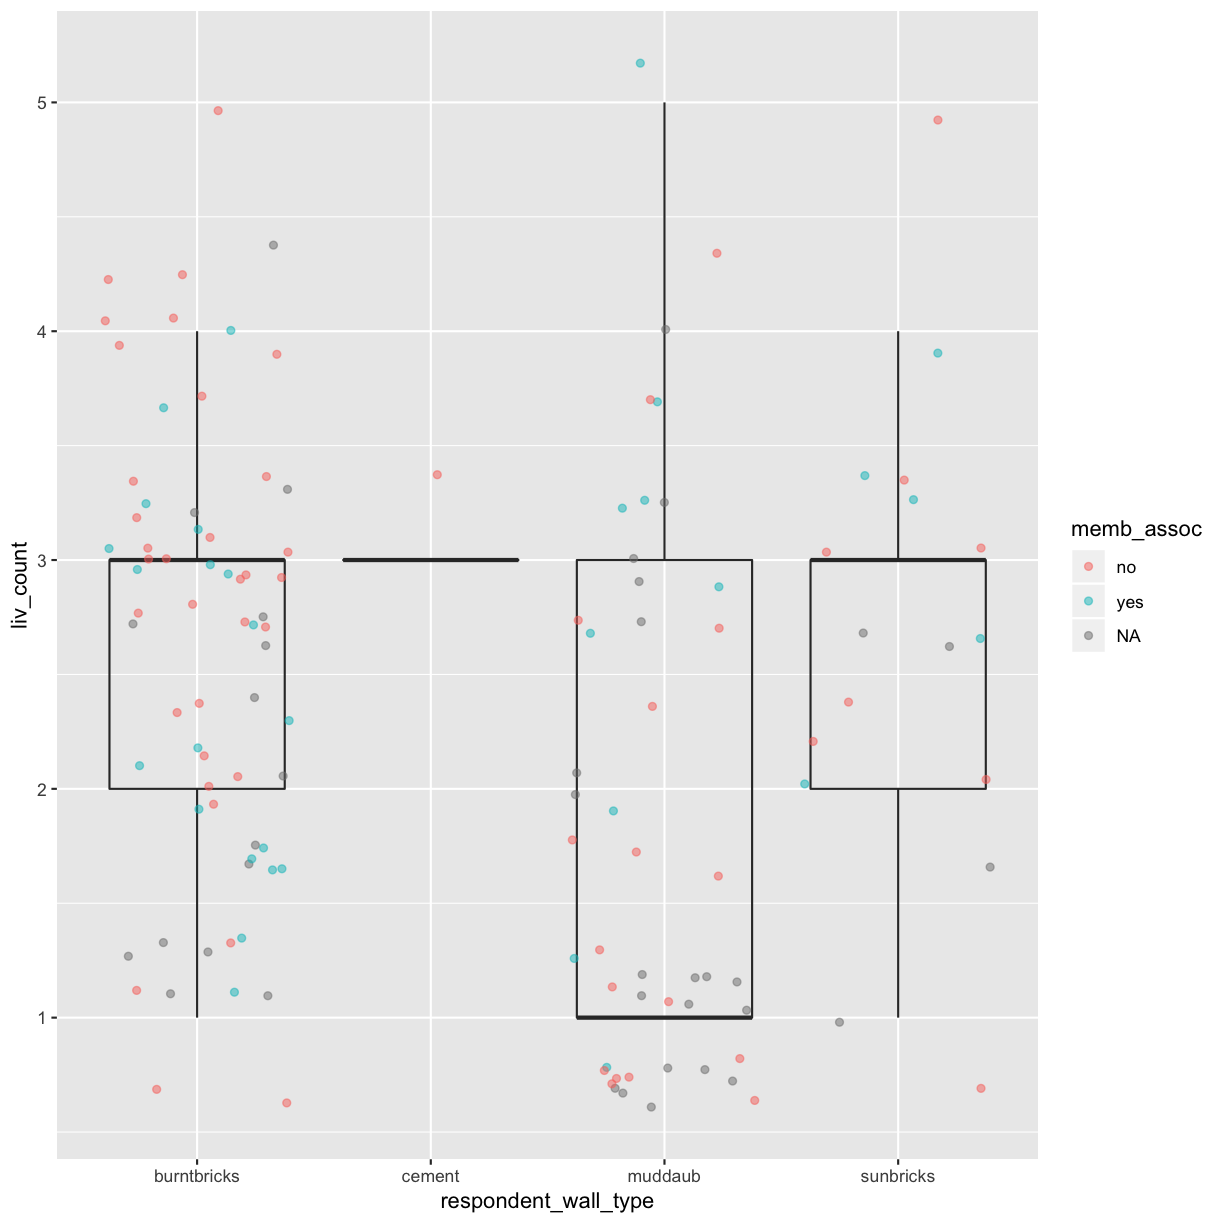 5
4
3
2
1
liv_count
burntbricks cement muddaub sunbricks
respondent_wall_type
memb_assoc
no
yes
NA